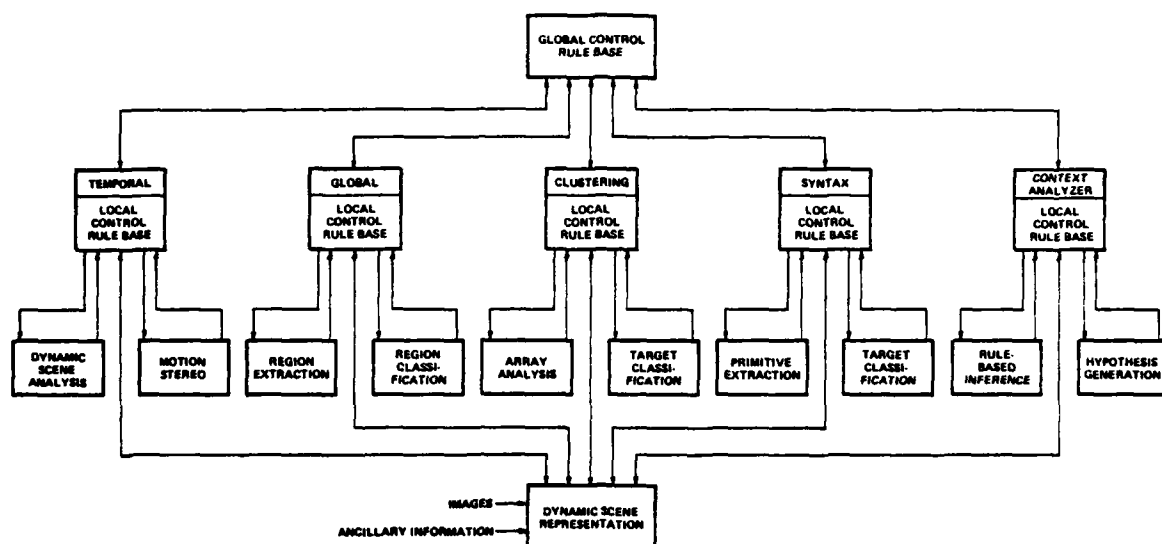 GLOBAL CONTROL
RULE BASE
TEMPORAL
LOCAL
CONTROL
RULE BASE
GLOBAL
LOCAL
CONTROL
RULE BASE
CLUSTERING
LOCAL
CONTROL
RULE BASE
SYNTAX
LOCAL
CONTROL
RULE BASE
CONTEXT
ANALYZER
LOCAL
CONTROL
RULE BASE
DYNAMIC
SCENE
ANALYSIS
MOTION
STEREO
REGION
EXTRACTION
REGION
CLASSI-
FICATION
ARRAY
ANALYSIS
TARGET
CLASSI-
FICATION
PRIMITIVE
EXTRACTION
TARGET
CLASSI-
FICATION
RULE-
BASED
INFERENCE
HYPOTHESIS
GENERATION
IMAGES
ANCILLARY INFORMATION
DYNAMIC SCENE
REPRESENTATION